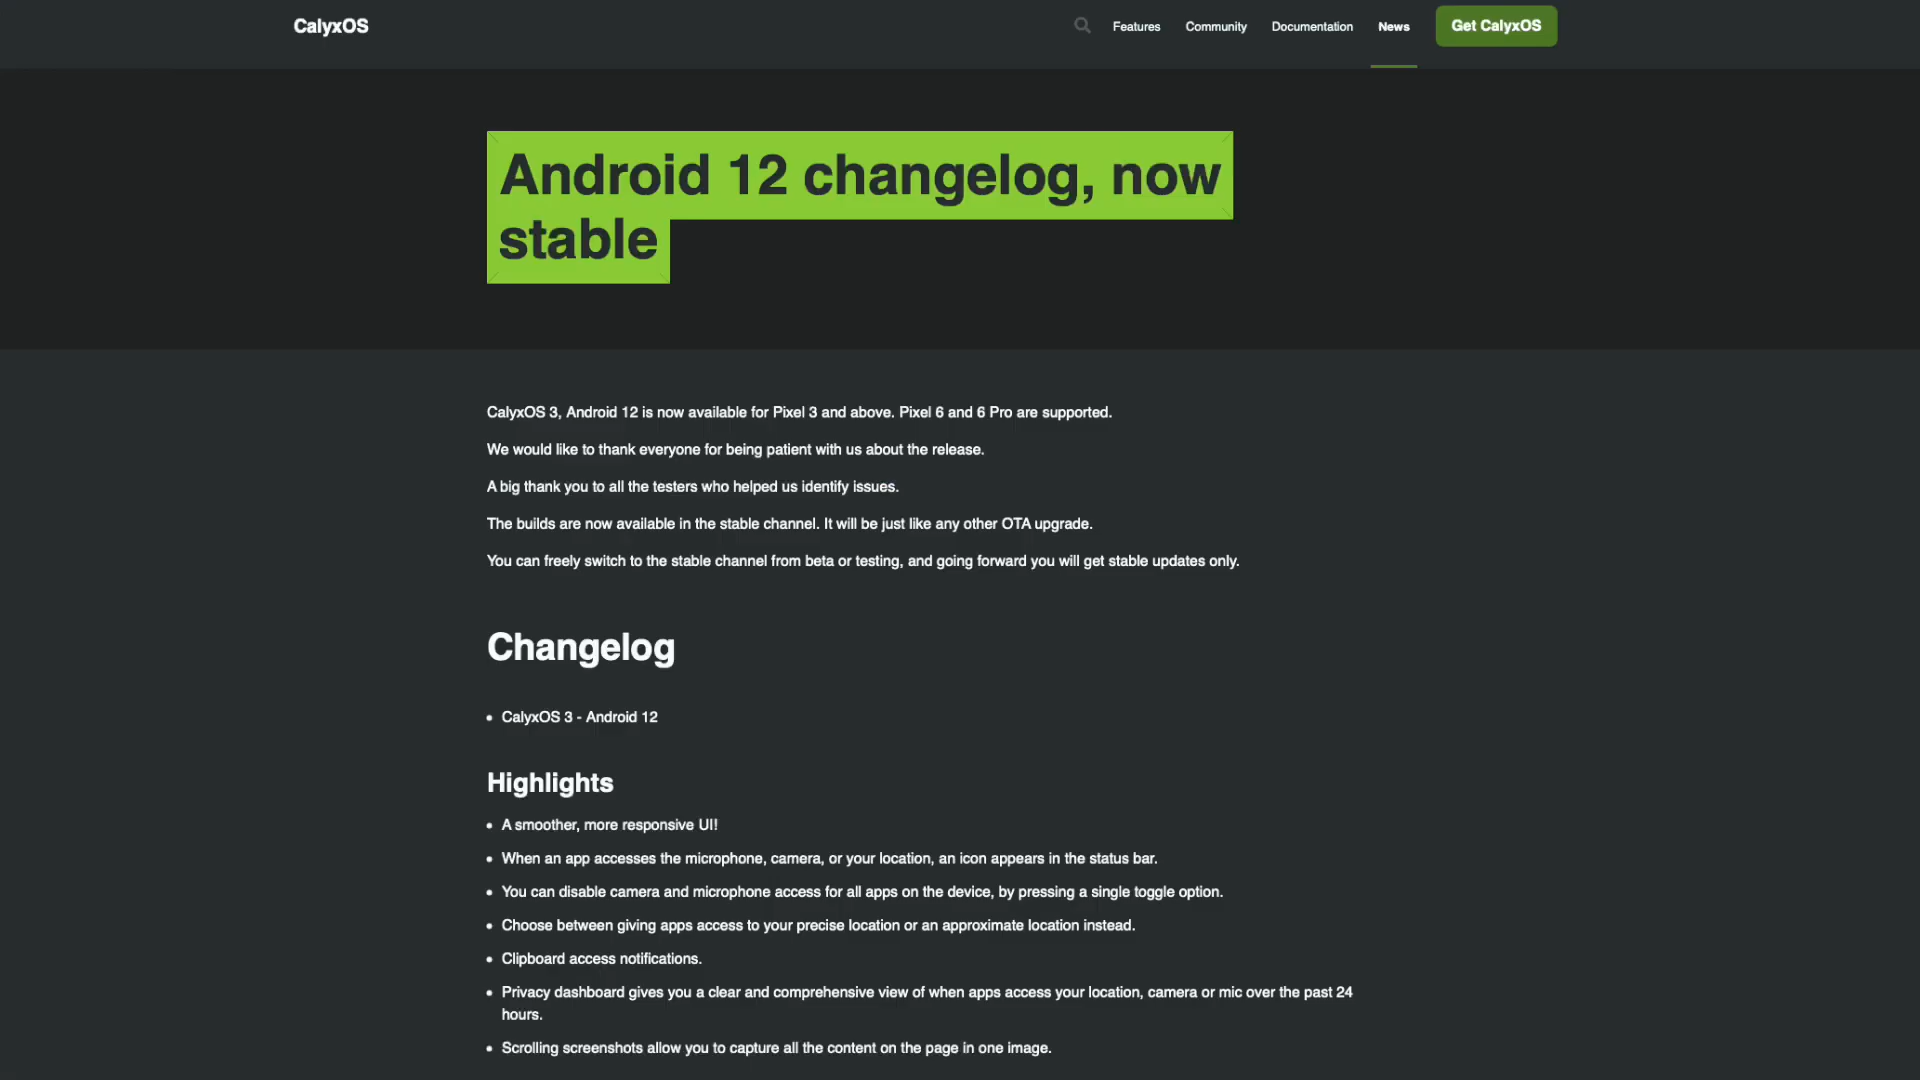 CalyxOS
Features
Community
Documentation
News
Get CalyxOS
Android 12 changelog, now
stable
CalyxOS 3, Android 12 is now available for Pixel 3 and above. Pixel 6 and 6 Pro are supported.
We would like to thank everyone for being patient with us about the release.
A big thank you to all the testers who helped us identify issues.
The builds are now available in the stable channel. It will be just like any other OTA upgrade.
You can freely switch to the stable channel from beta or testing, and going forward you will get stable updates only.
Changelog
• CalyxOS 3 - Android 12
Highlights
• A smoother, more responsive UI!
• When an app accesses the microphone, camera, or your location, an icon appears in the status bar.
• You can disable camera and microphone access for all apps on the device, by pressing a single toggle option.
• Choose between giving apps access to your precise location or an approximate location instead.
• Clipboard access notifications.
• Privacy dashboard gives you a clear and comprehensive view of when apps access your location, camera or mic over the past 24
hours.
• Scrolling screenshots allow you to capture all the content on the page in one image.